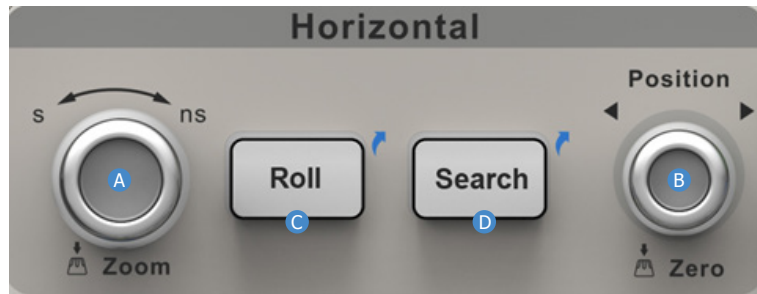 Horizontal
Position
s
ns
A
Roll
Search
B
C
D
Zoom
Zero